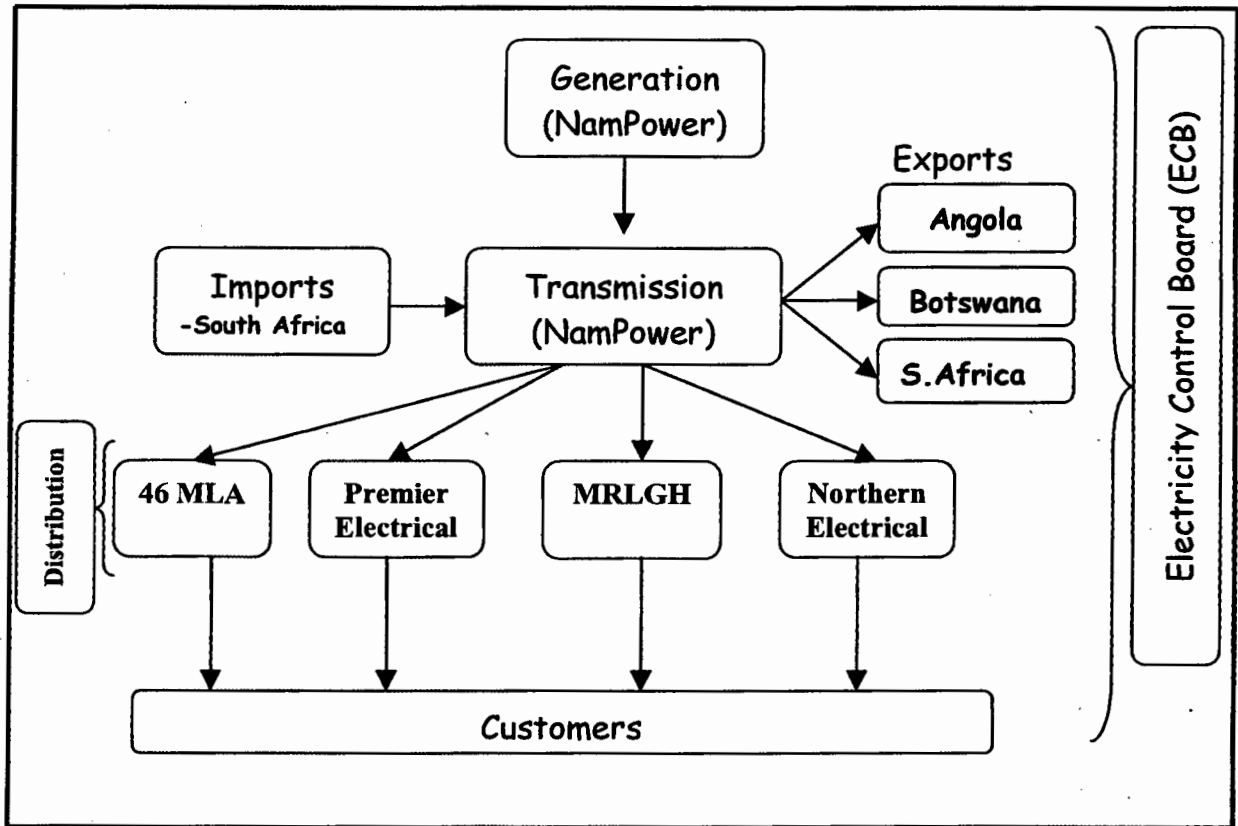 Generation
(NamPower)
Exports
Angola
Botswana
S.Africa
Imports
-South Africa
Transmission
(NamPower)
Electricity Control Board (ECB)
Distribution
46 MLA
Premier
Electrical
MRLGH
Northern
Electrical
Customers